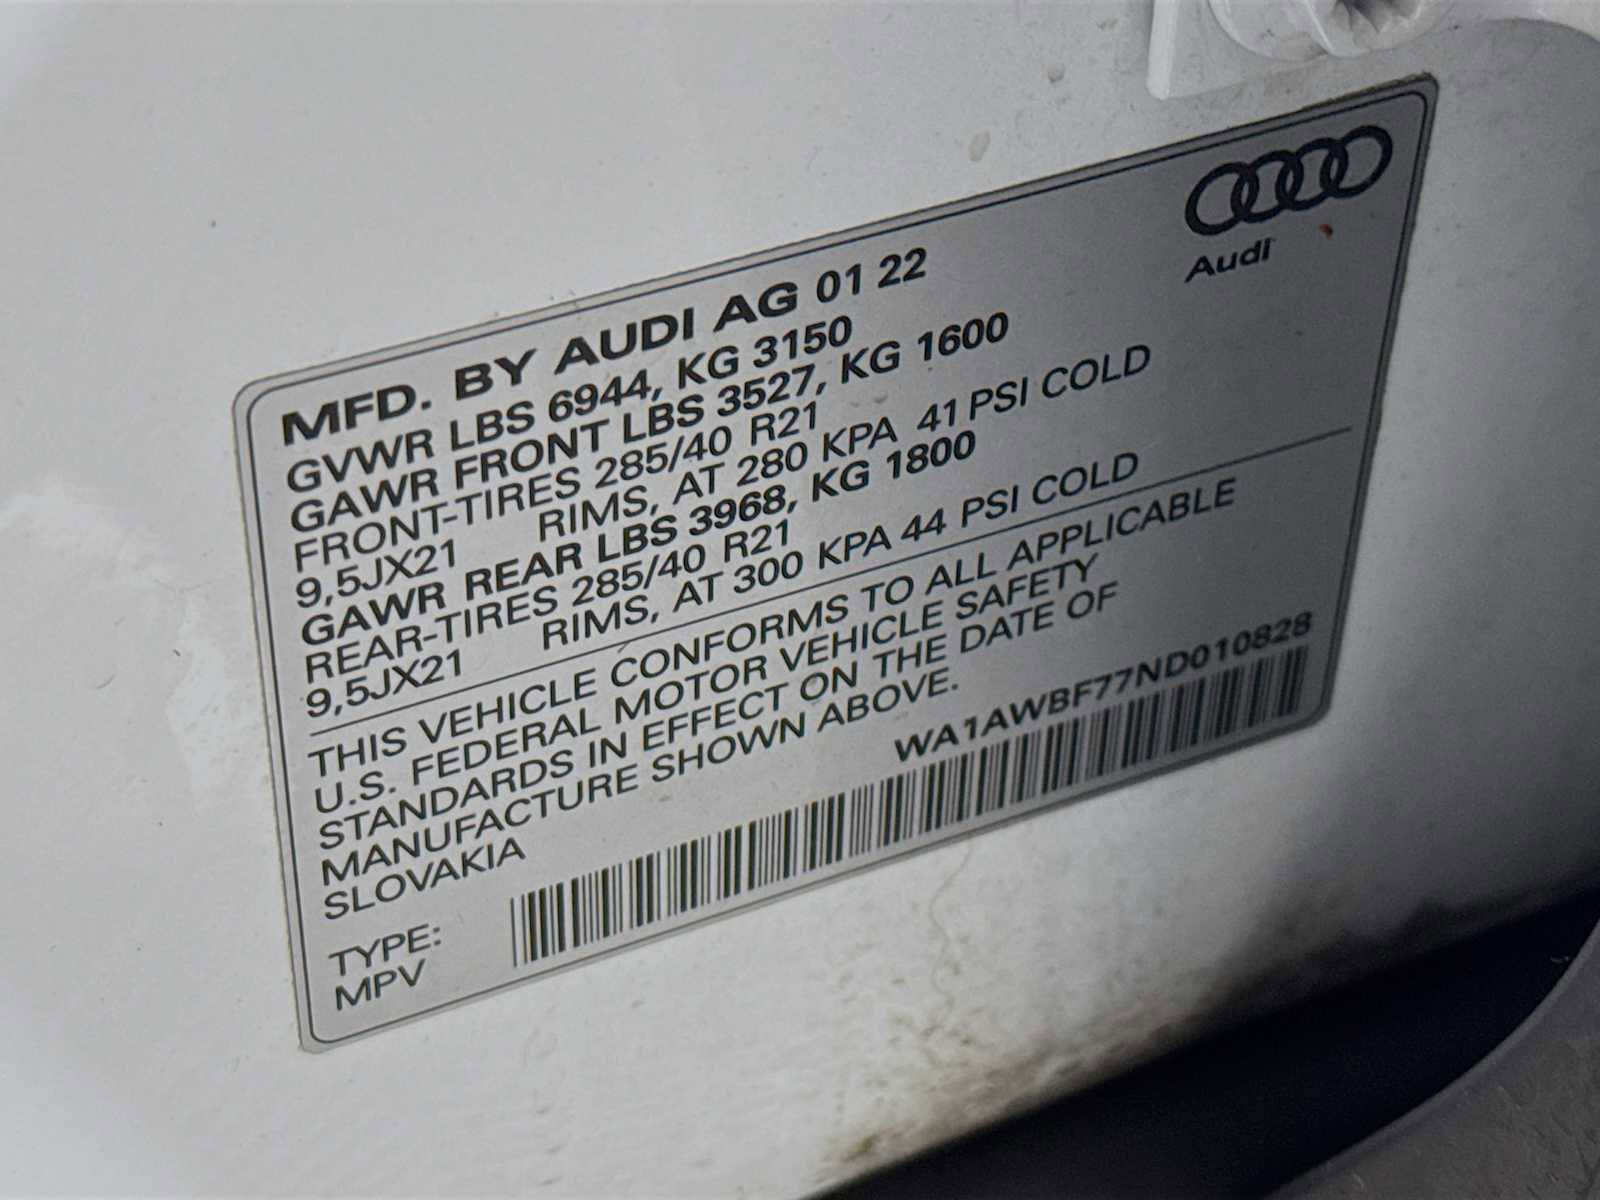 Audi
MFD. BY AUDI AG 01 22
GVWR LBS 6944, KG 3150
GAWR FRONT LBS 3527, KG 1600
FRONT-TIRES 285/40 R21
9,5JX21 RIMS, AT 280 KPA 41 PSI COLD
GAWR REAR LBS 3968, KG 1800
REAR-TIRES 285/40 R21
9,5JX21 RIMS, AT 300 KPA 44 PSI COLD
THIS VEHICLE CONFORMS TO ALL APPLICABLE
U.S. FEDERAL MOTOR VEHICLE SAFETY
STANDARDS IN EFFECT ON THE DATE OF
MANUFACTURE SHOWN ABOVE.
SLOVAKIA
WA1AWBF77ND010828
TYPE:
MPV